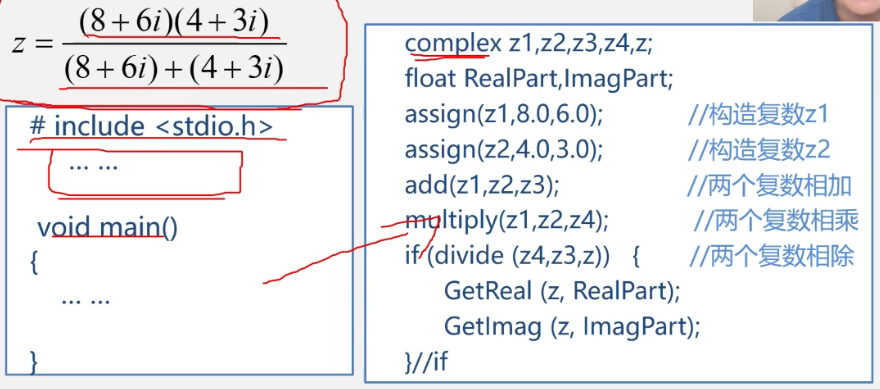 z = (8+6i)(4+3i) / (8+6i)+(4+3i)
# include <stdio.h>
... ...
void main()
{
... ...
}
complex z1,z2,z3,z4,z;
float RealPart,ImagPart;
assign(z1,8.0,6.0); //构造复数z1
assign(z2,4.0,3.0); //构造复数z2
add(z1,z2,z3); //两个复数相加
multiply(z1,z2,z4); //两个复数相乘
if (divide (z4,z3,z)) { //两个复数相除
GetReal (z, RealPart);
GetImag (z, ImagPart);
}//if